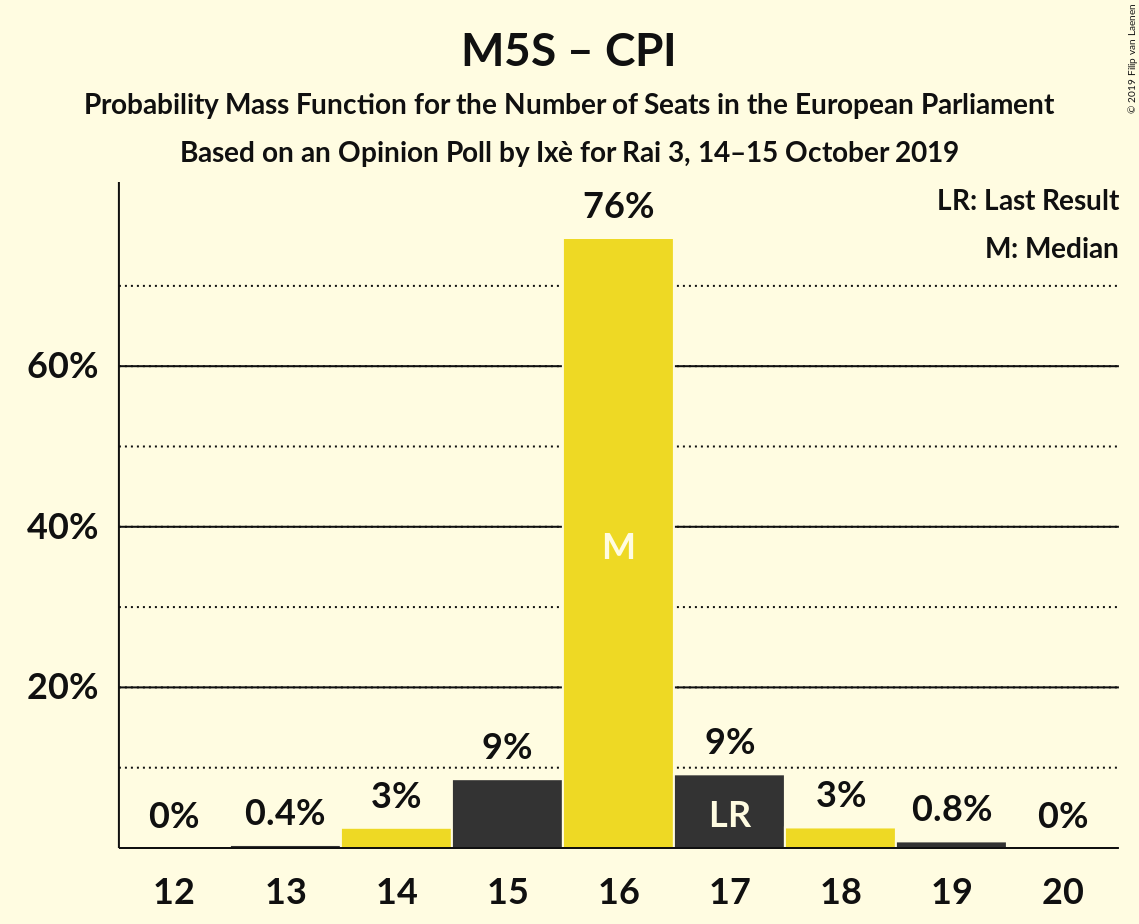 M5S – CPI
Probability Mass Function for the Number of Seats in the European Parliament
Based on an Opinion Poll by Ixè for Rai 3, 14–15 October 2019
© 2019 Filip van Laenen
LR: Last Result
M: Median
76%
60%
40%
M
20%
9%
9%
0%
0.4%
3%
LR
3%
0.8%
0%
12 13 14 15 16 17 18 19 20